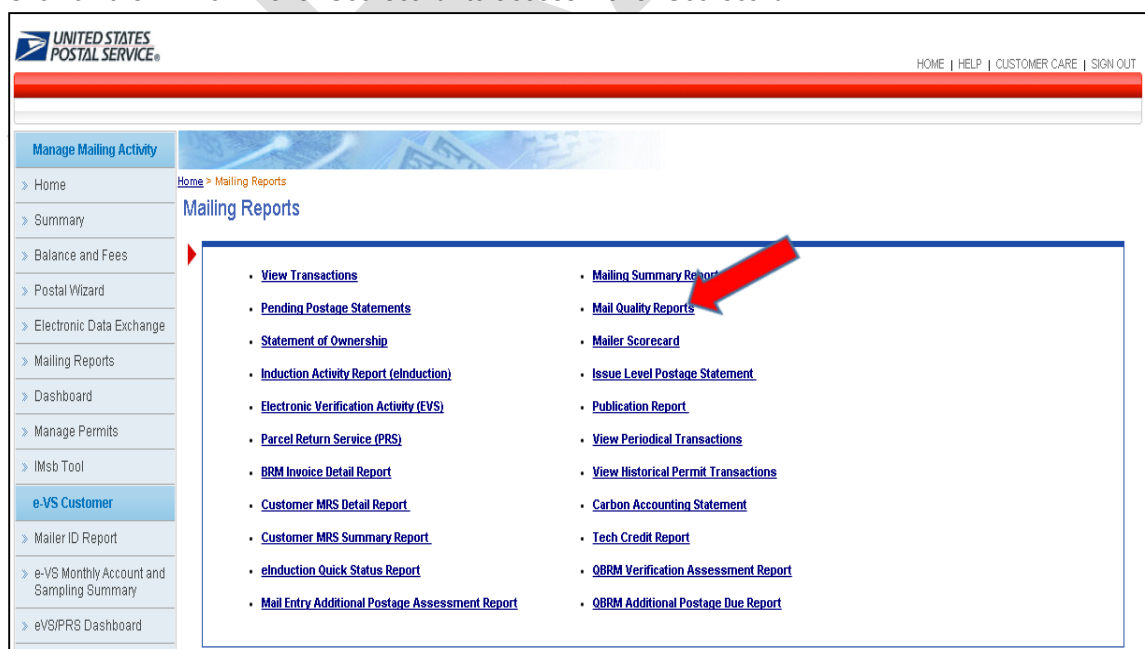 UNITED STATES
POSTAL SERVICE®
HOME | HELP | CUSTOMER CARE | SIGN OUT
Manage Mailing Activity
» Home
» Summary
» Balance and Fees
» Postal Wizard
» Electronic Data Exchange
» Mailing Reports
» Dashboard
» Manage Permits
» IMsb Tool
e-VS Customer
» Mailer ID Report
» e-VS Monthly Account and
Sampling Summary
» eVS/PRS Dashboard
Home > Mailing Reports
Mailing Reports
• View Transactions
• Pending Postage Statements
• Statement of Ownership
• Induction Activity Report (eInduction)
• Electronic Verification Activity (EVS)
• Parcel Return Service (PRS)
• BRM Invoice Detail Report
• Customer MRS Detail Report
• Customer MRS Summary Report
• eInduction Quick Status Report
• Mail Entry Additional Postage Assessment Report
• Mailing Summary Report
• Mail Quality Reports
• Mailer Scorecard
• Issue Level Postage Statement
• Publication Report
• View Periodical Transactions
• View Historical Permit Transactions
• Carbon Accounting Statement
• Tech Credit Report
• QBRM Verification Assessment Report
• QBRM Additional Postage Due Report